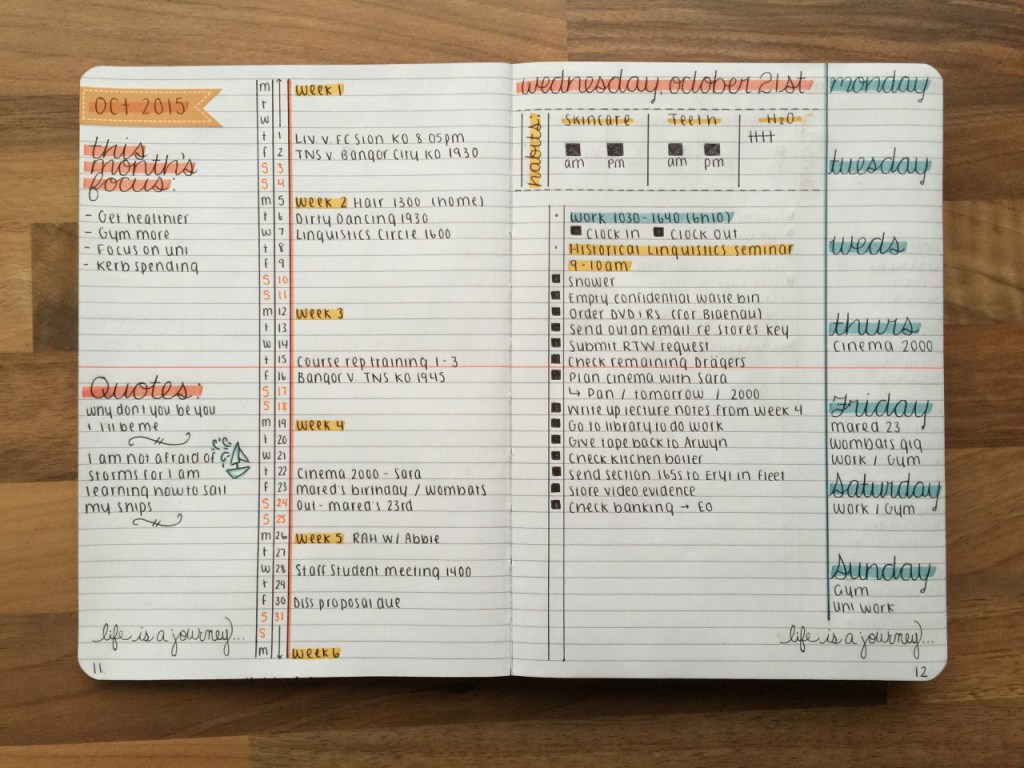 OCT 2015
this
month's
focus:
- Get healthier
- Gym more
- Focus on uni
- Kerb spending
Quotes:
why don't you be you
+ I'll be me
I am not afraid of
storms for I am
learning how to sail
my ships
life is a journey...
11
m
t
w
t 1
f 2
S 3
S 4
m 5
t 6
w 7
t 8
f 9
S 10
S 11
m 12
t 13
w 14
t 15
f 16
S 17
S 18
m 19
t 20
w 21
t 22
f 23
S 24
S 25
m 26
t 27
w 28
t 29
f 30
S 31
S
m
Week 1
LIV V. FC SION KO 8.05pm
TNS V. Bangor City KO 1930
Week 2 Hair 1300 (home)
Dirty Dancing 1930
Linguistics Circle 1600
Week 3
Course rep training 1-3
Bangor V. TNS KO 1945
Week 4
Cinema 2000 - Sara
mared's birthday / Wombats
Out - mared's 23rd
Week 5 RAH W/ Abbie
Staff Student meeting 1400
Diss proposal due
Week 6
wednesday, october 21st
habits:
Skincare Teeth H2O
am pm am pm
Work 1030-1640 (6h10)
Clock in Clock Out
Historical Linguistics seminar
9-10am
Shower
Empty confidential waste bin
Order DVD+Rs (for Blaenau)
Send out an email re stores key
Submit RTW request
Check remaining Drägers
Plan cinema with Sara
↳ Pan / tomorrow / 2000
Write up lecture notes from week 4
Go to library to do work
Give tape back to Arwyn
Check kitchen boiler
Send section 165s to Eryl in Fleet
Store video evidence
Check banking → EO
monday
tuesday
weds
thurs
Cinema 2000
Friday
mared 23
Wombats gig
Work / Gym
Saturday
Work / Gym
Sunday
Gym
Uni work
life is a journey...
12